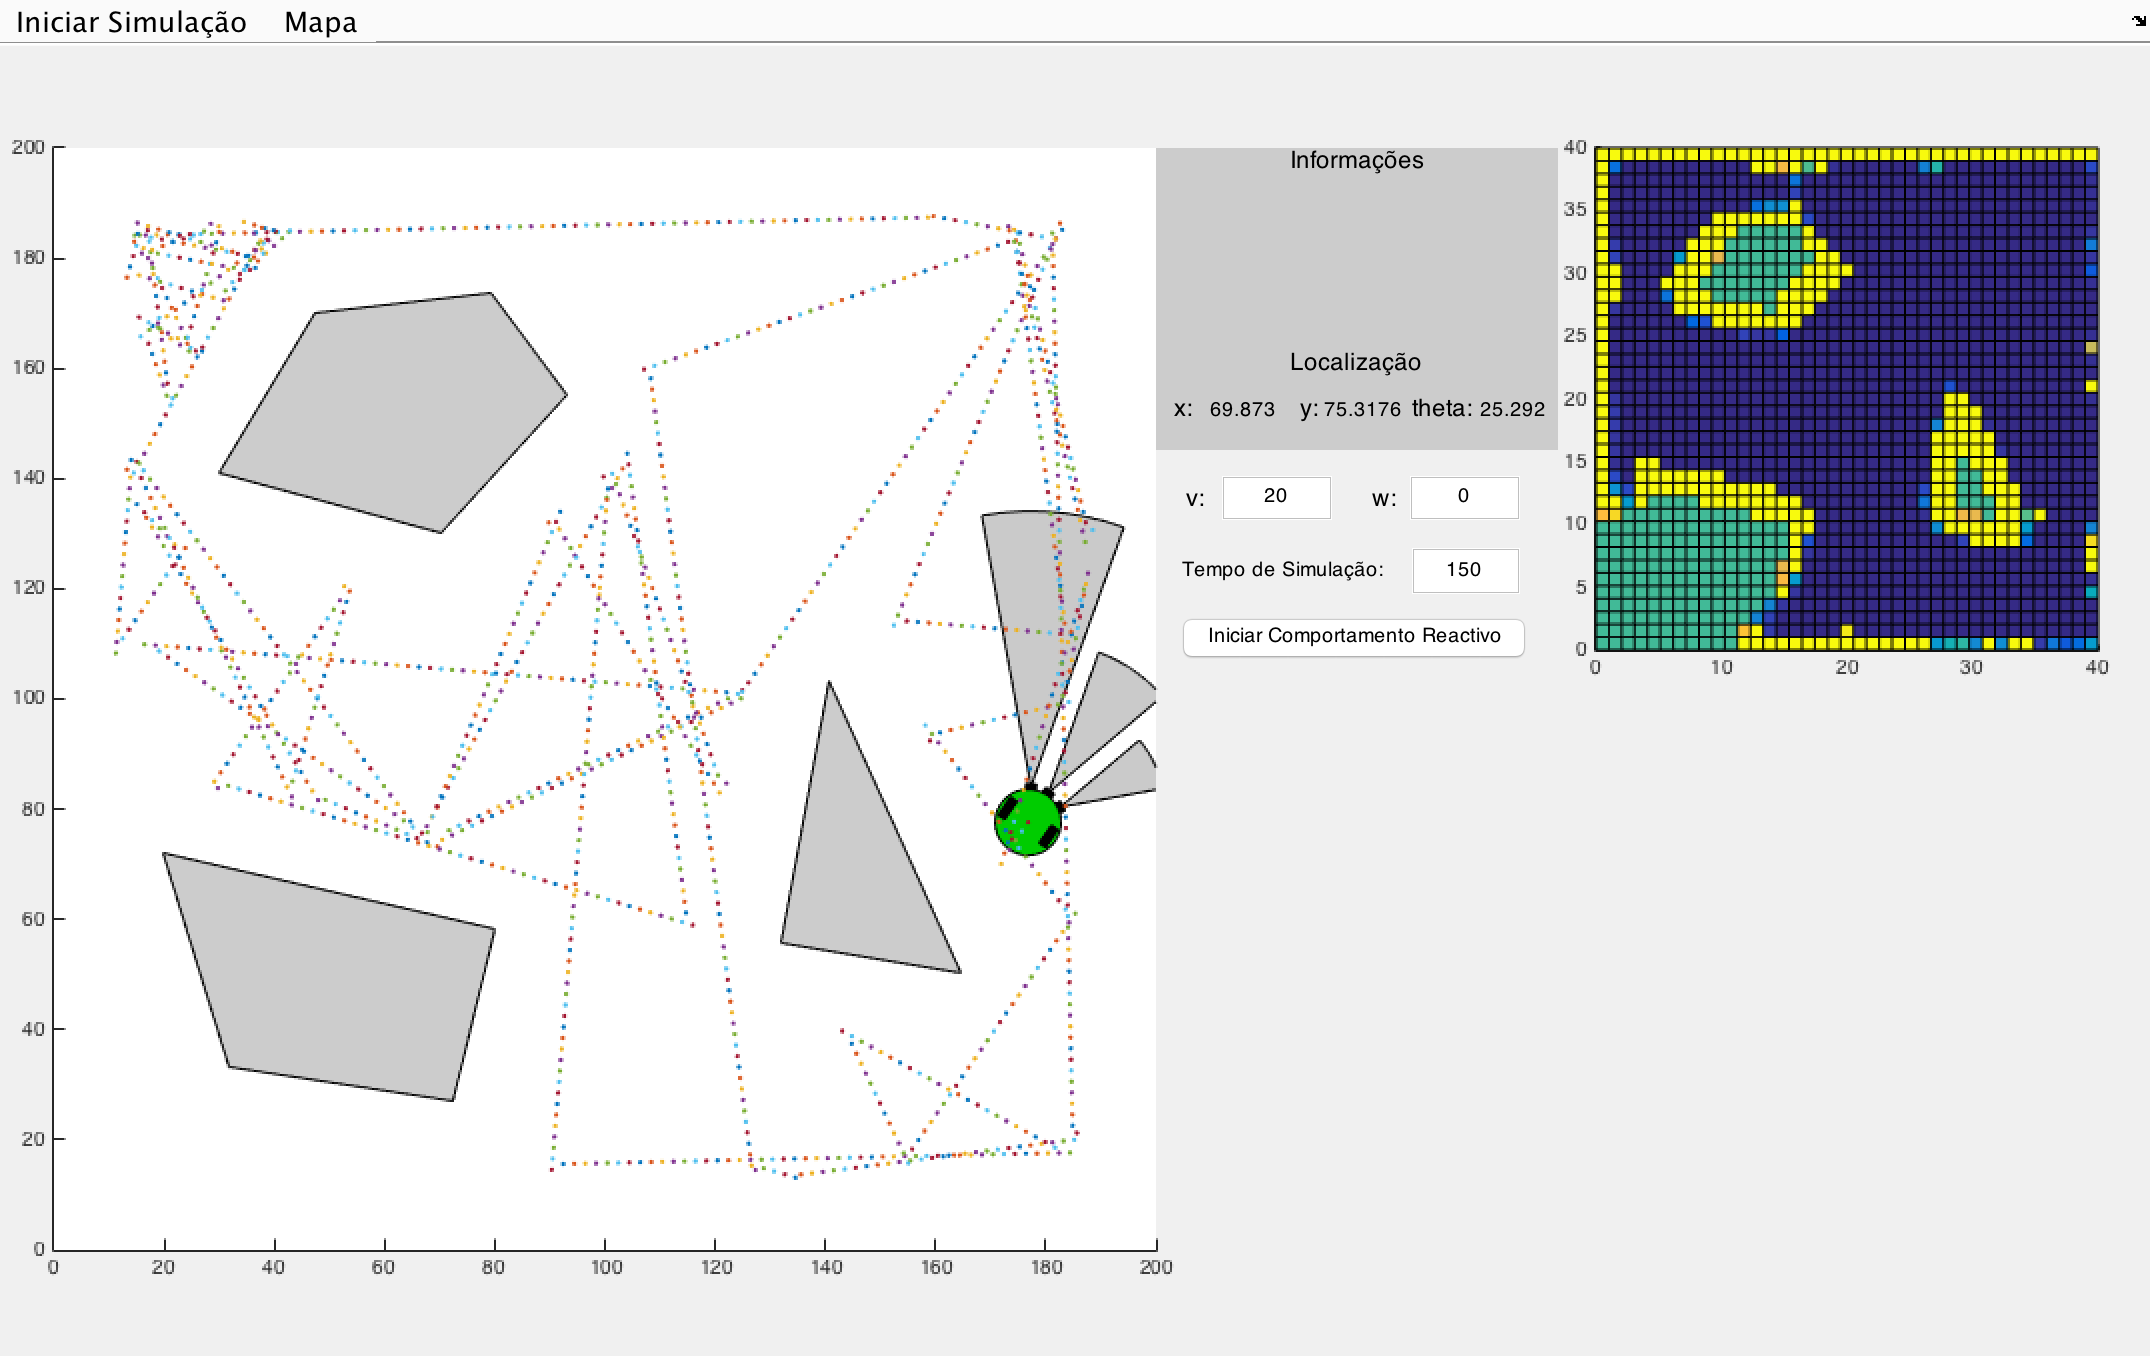 Iniciar Simulação Mapa
200
180
160
140
120
100
80
60
40
20
0
0 20 40 60 80 100 120 140 160 180 200
Informações
Localização
x: 69.873 y: 75.3176 theta: 25.292
v: 20 w: 0
Tempo de Simulação: 150
Iniciar Comportamento Reactivo
40
35
30
25
20
15
10
5
0
0 10 20 30 40